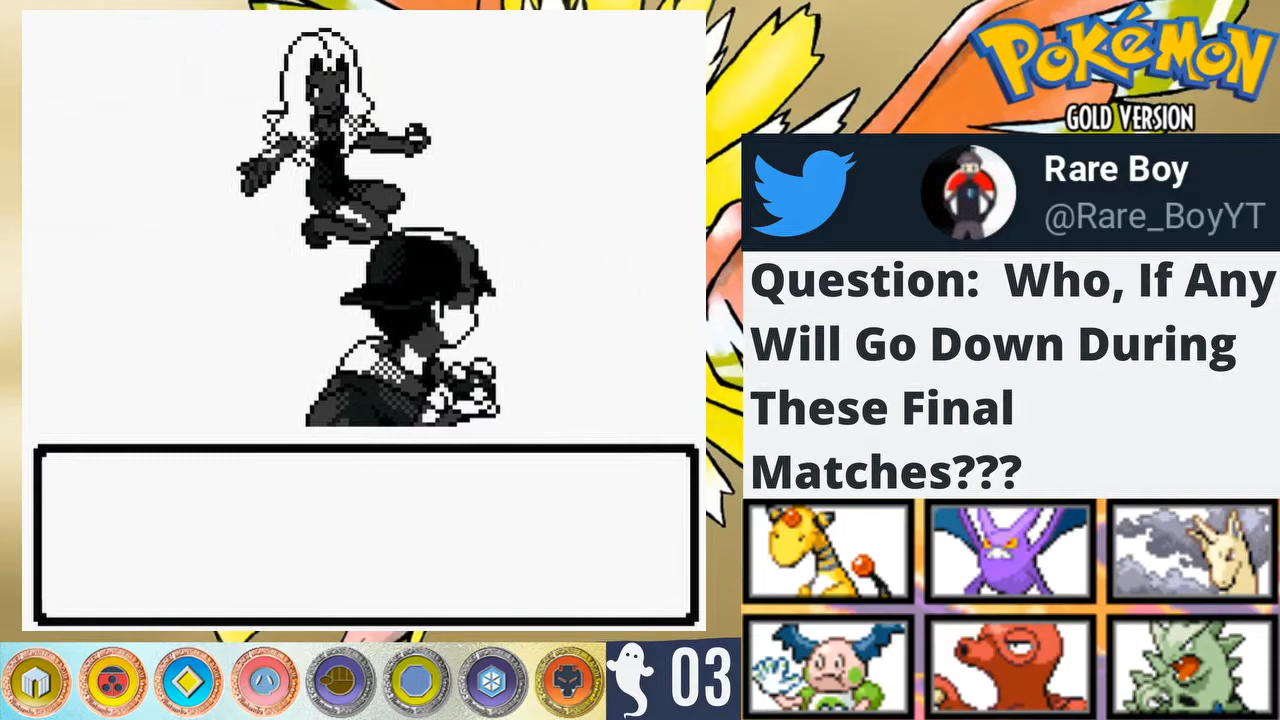 POKéMON
GOLD VERSION
Rare Boy
@Rare_BoyYT
Question: Who, If Any
Will Go Down During
These Final
Matches???
03